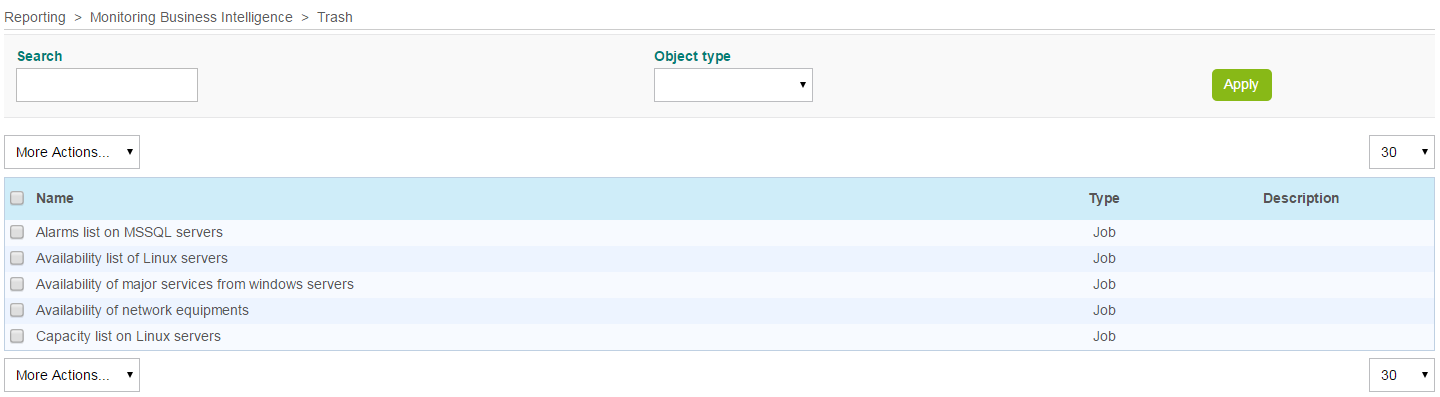 Reporting > Monitoring Business Intelligence > Trash
Search Object type
Apply
More Actions... 30
Name Type Description
Alarms list on MSSQL servers Job
Availability list of Linux servers Job
Availability of major services from windows servers Job
Availability of network equipments Job
Capacity list on Linux servers Job
More Actions... 30